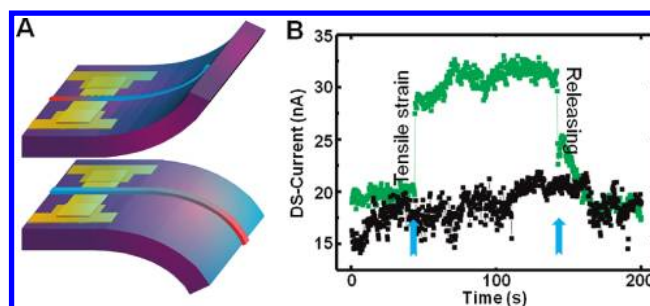 A
B
DS-Current (nA)
35
30
25
20
15
Tensile strain
Releasing
0
100
200
Time (s)